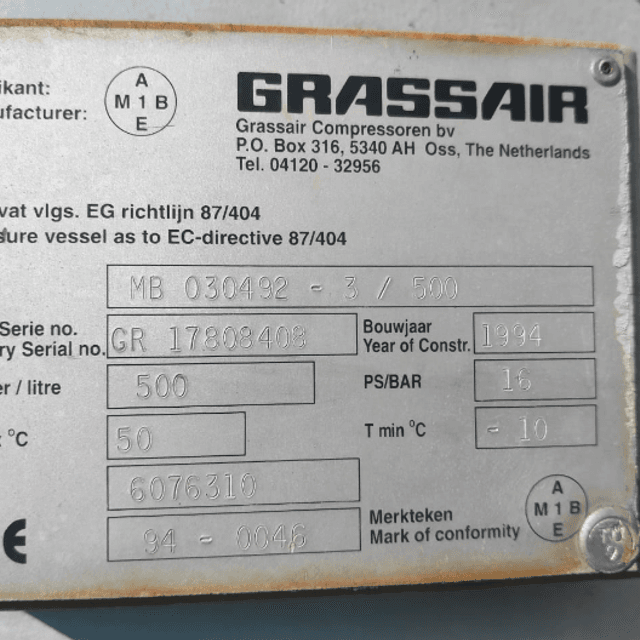 ikant:
ufacturer:
A
M 1 B
E
GRASSAIR
Grassair Compressoren bv
P.O. Box 316, 5340 AH Oss, The Netherlands
Tel. 04120 - 32956
vat vlgs. EG richtlijn 87/404
sure vessel as to EC-directive 87/404
MB 030492 - 3 / 500
Serie no.
ry Serial no. GR 17808408
Bouwjaar
Year of Constr. 1994
er / litre 500
PS/BAR 16
°C 50
T min °C - 10
6076310
CE 94 - 0046
Merkteken
Mark of conformity
A
M 1 B
E